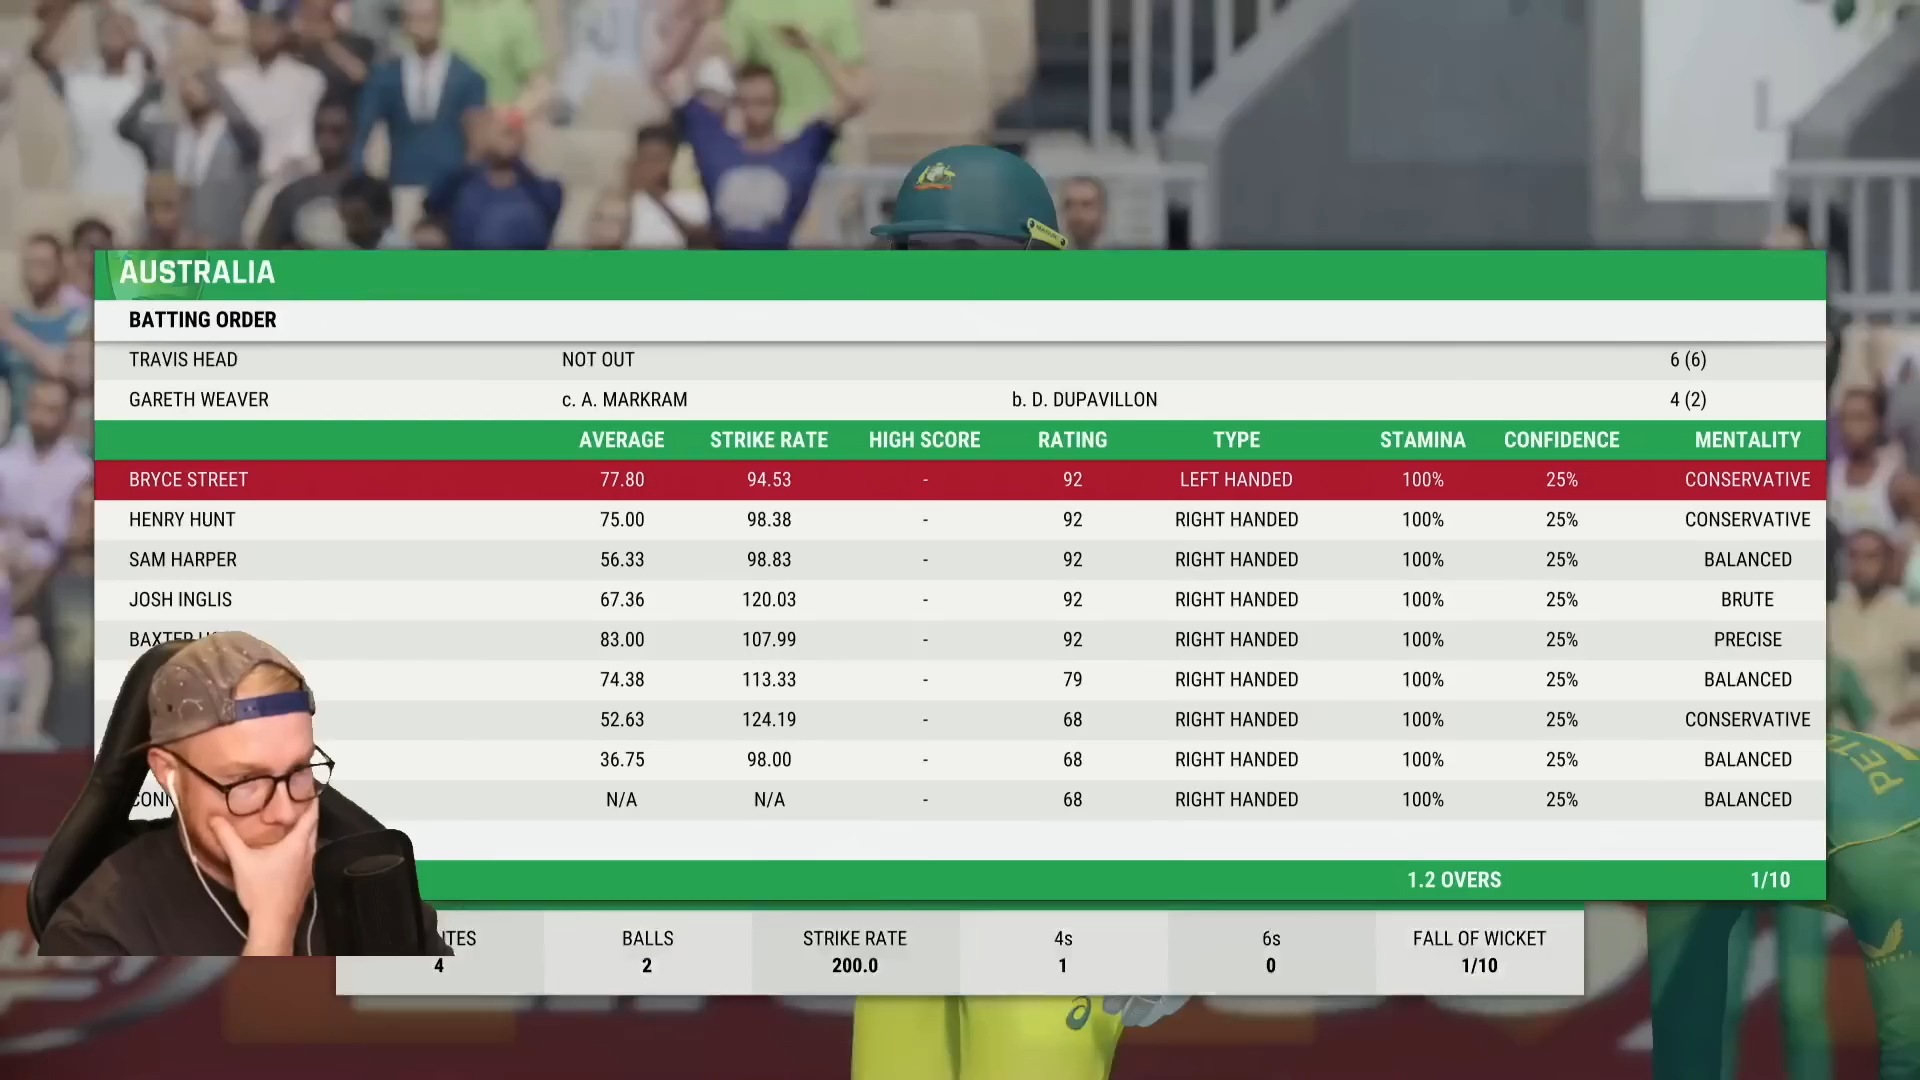 AUSTRALIA
BATTING ORDER
TRAVIS HEAD NOT OUT 6 (6)
GARETH WEAVER c. A. MARKRAM b. D. DUPAVILLON 4 (2)
AVERAGE STRIKE RATE HIGH SCORE RATING TYPE STAMINA CONFIDENCE MENTALITY
BRYCE STREET 77.80 94.53 - 92 LEFT HANDED 100% 25% CONSERVATIVE
HENRY HUNT 75.00 98.38 - 92 RIGHT HANDED 100% 25% CONSERVATIVE
SAM HARPER 56.33 98.83 - 92 RIGHT HANDED 100% 25% BALANCED
JOSH INGLIS 67.36 120.03 - 92 RIGHT HANDED 100% 25% BRUTE
BAXTER 83.00 107.99 - 92 RIGHT HANDED 100% 25% PRECISE
74.38 113.33 - 79 RIGHT HANDED 100% 25% BALANCED
52.63 124.19 - 68 RIGHT HANDED 100% 25% CONSERVATIVE
36.75 98.00 - 68 RIGHT HANDED 100% 25% BALANCED
N/A N/A - 68 RIGHT HANDED 100% 25% BALANCED
1.2 OVERS 1/10
BALLS STRIKE RATE 4s 6s FALL OF WICKET
4 2 200.0 1 0 1/10